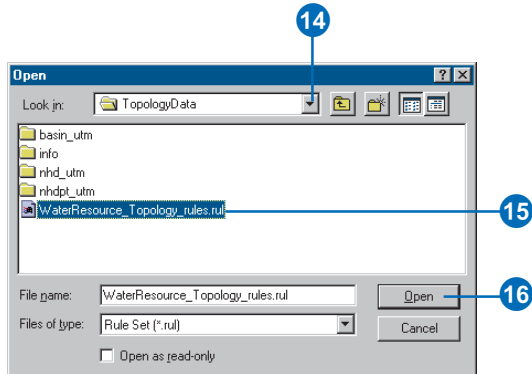 14
Open
Look in: TopologyData
basin_utm
info
nhd_utm
nhdpt_utm
WaterResource_Topology_rules.rul
15
File name: WaterResource_Topology_rules.rul Open
16
Files of type: Rule Set (*.rul) Cancel
Open as read-only